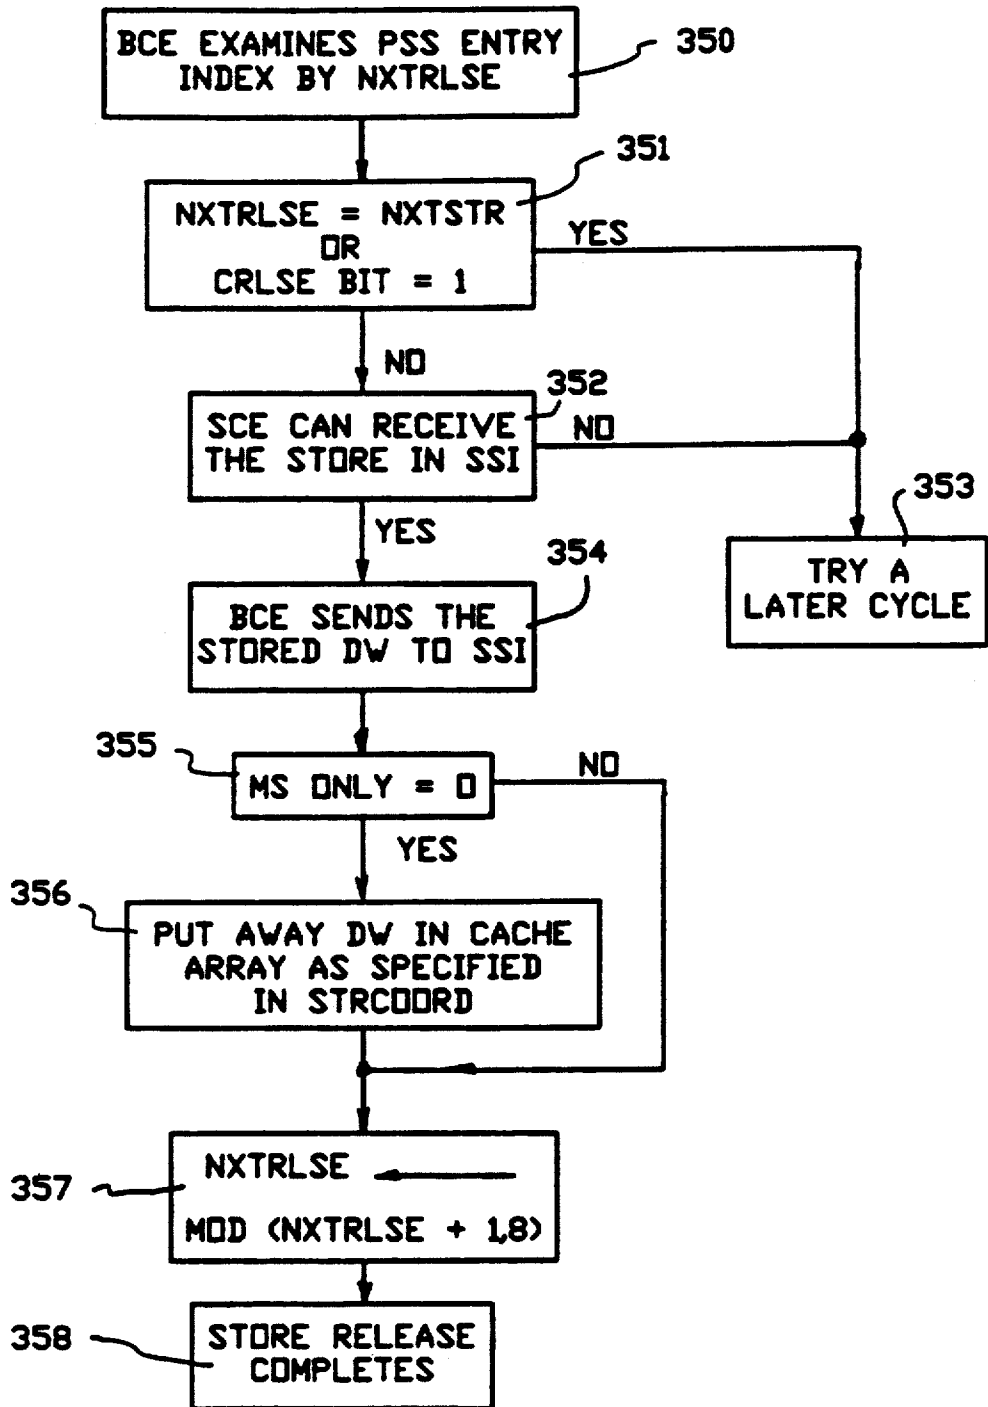 BCE EXAMINES PSS ENTRY
INDEX BY NXTRLSE
350
351
NXTRLSE = NXTSTR
OR
CRLSE BIT = 1
YES
NO
352
SCE CAN RECEIVE
THE STORE IN SSI
NO
353
YES
TRY A
LATER CYCLE
354
BCE SENDS THE
STORED DW TO SSI
355
MS ONLY = 0
NO
YES
356
PUT AWAY DW IN CACHE
ARRAY AS SPECIFIED
IN STRCOORD
357
NXTRLSE
MOD (NXTRLSE + 1,8)
358
STORE RELEASE
COMPLETES